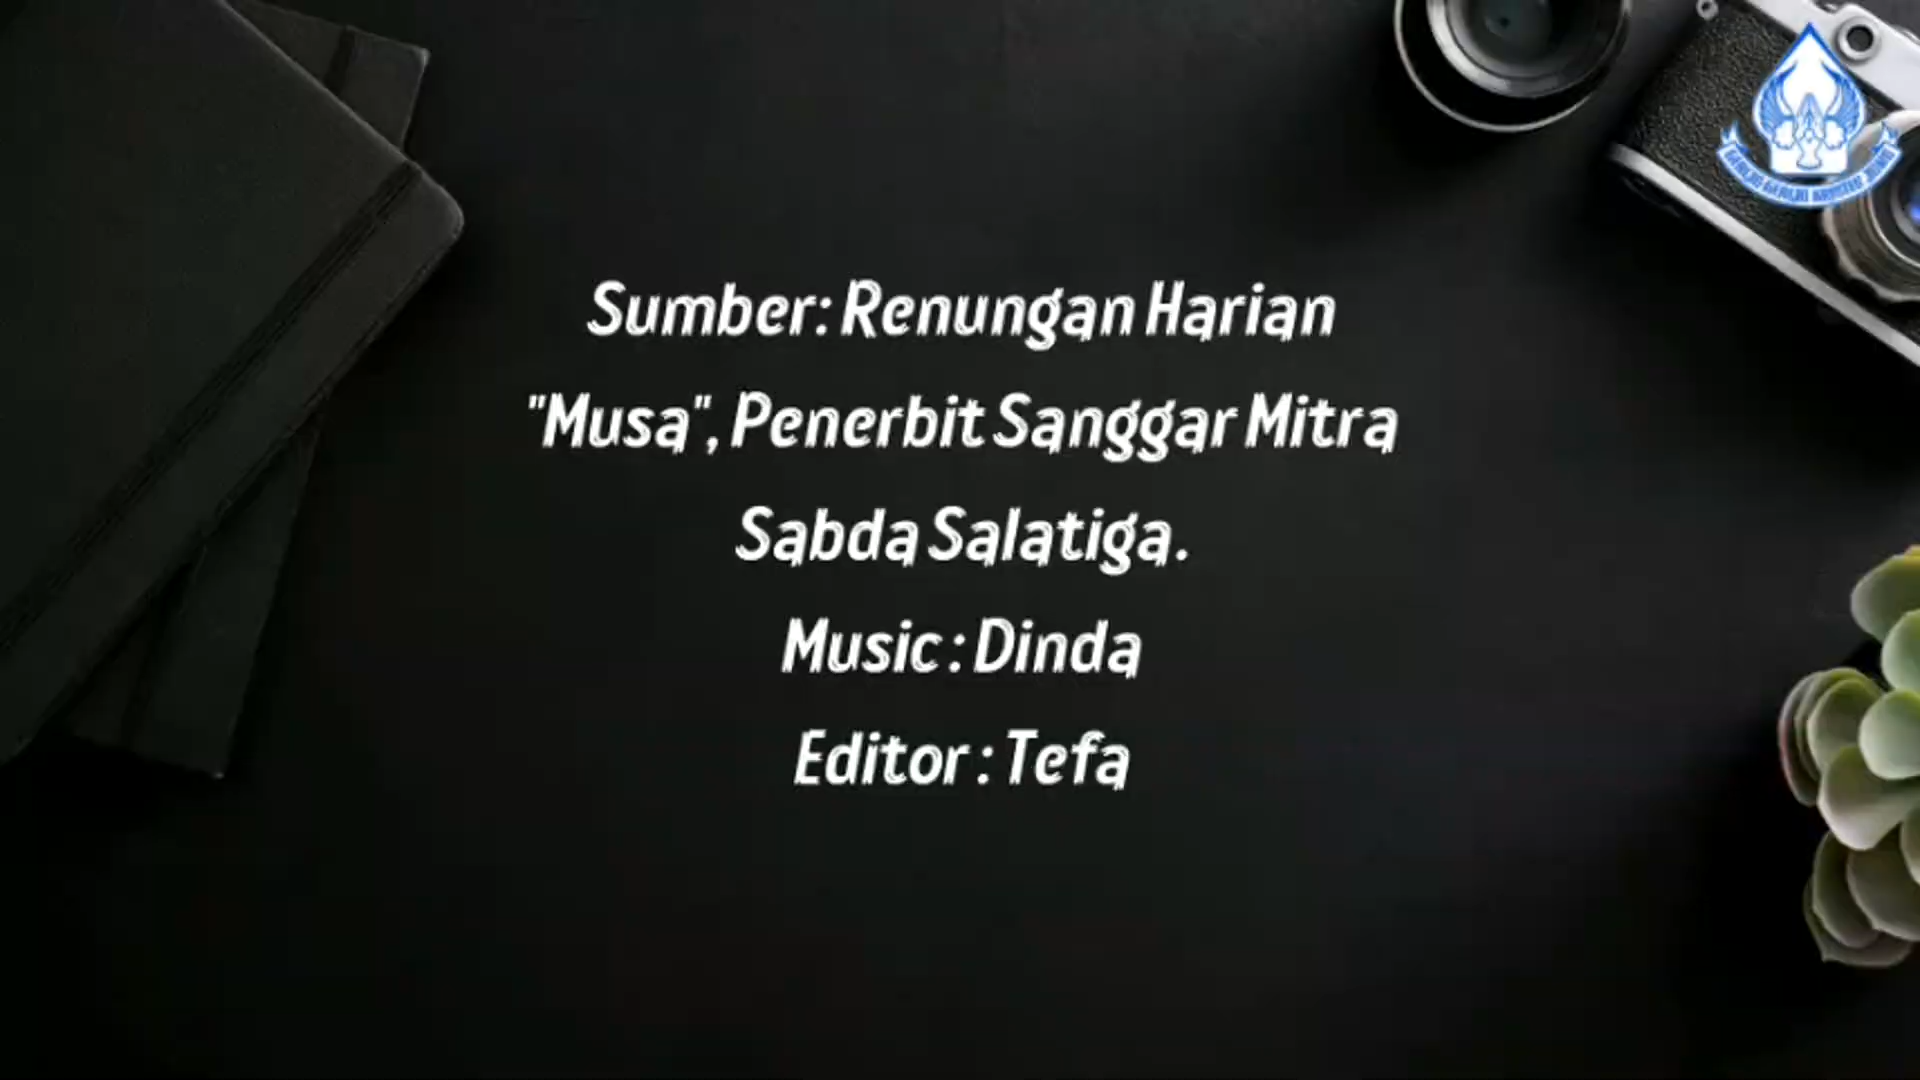 Sumber: Renungan Harian
"Musa", Penerbit Sanggar Mitra
Sabda Salatiga.
Music : Dinda
Editor : Tefa